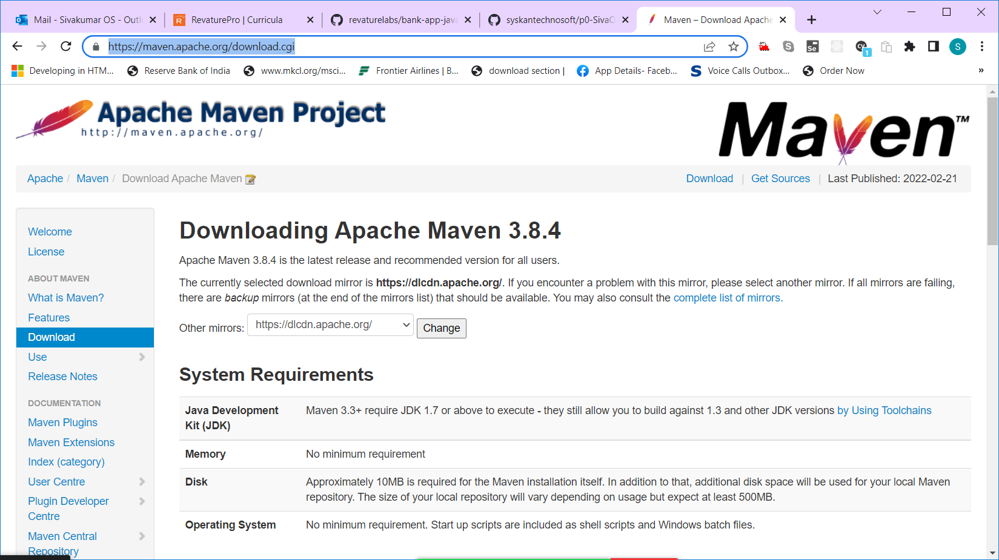 Mail - Sivakumar OS - Outl
RevaturePro | Curricula
revaturelabs/bank-app-java
syskantechnosoft/p0-SivaO
Maven – Download Apache
https://maven.apache.org/download.cgi
Se
cy
1
S
Developing in HTM...
Reserve Bank of India
www.mkcl.org/msci...
Frontier Airlines | B...
download section |
App Details- Faceb...
Voice Calls Outbox...
Order Now
»
Apache Maven Project
http://maven.apache.org/
Maven™
Apache / Maven / Download Apache Maven
Download | Get Sources | Last Published: 2022-02-21
Welcome
License
ABOUT MAVEN
What is Maven?
Features
Download
Use
Release Notes
DOCUMENTATION
Maven Plugins
Maven Extensions
Index (category)
User Centre
Plugin Developer
Centre
Maven Central
Repository
Downloading Apache Maven 3.8.4
Apache Maven 3.8.4 is the latest release and recommended version for all users.
The currently selected download mirror is https://dlcdn.apache.org/. If you encounter a problem with this mirror, please select another mirror. If all mirrors are failing,
there are backup mirrors (at the end of the mirrors list) that should be available. You may also consult the complete list of mirrors.
Other mirrors: https://dlcdn.apache.org/ Change
System Requirements
Java Development
Kit (JDK)
Maven 3.3+ require JDK 1.7 or above to execute - they still allow you to build against 1.3 and other JDK versions by Using Toolchains
Memory
No minimum requirement
Disk
Approximately 10MB is required for the Maven installation itself. In addition to that, additional disk space will be used for your local Maven
repository. The size of your local repository will vary depending on usage but expect at least 500MB.
Operating System
No minimum requirement. Start up scripts are included as shell scripts and Windows batch files.